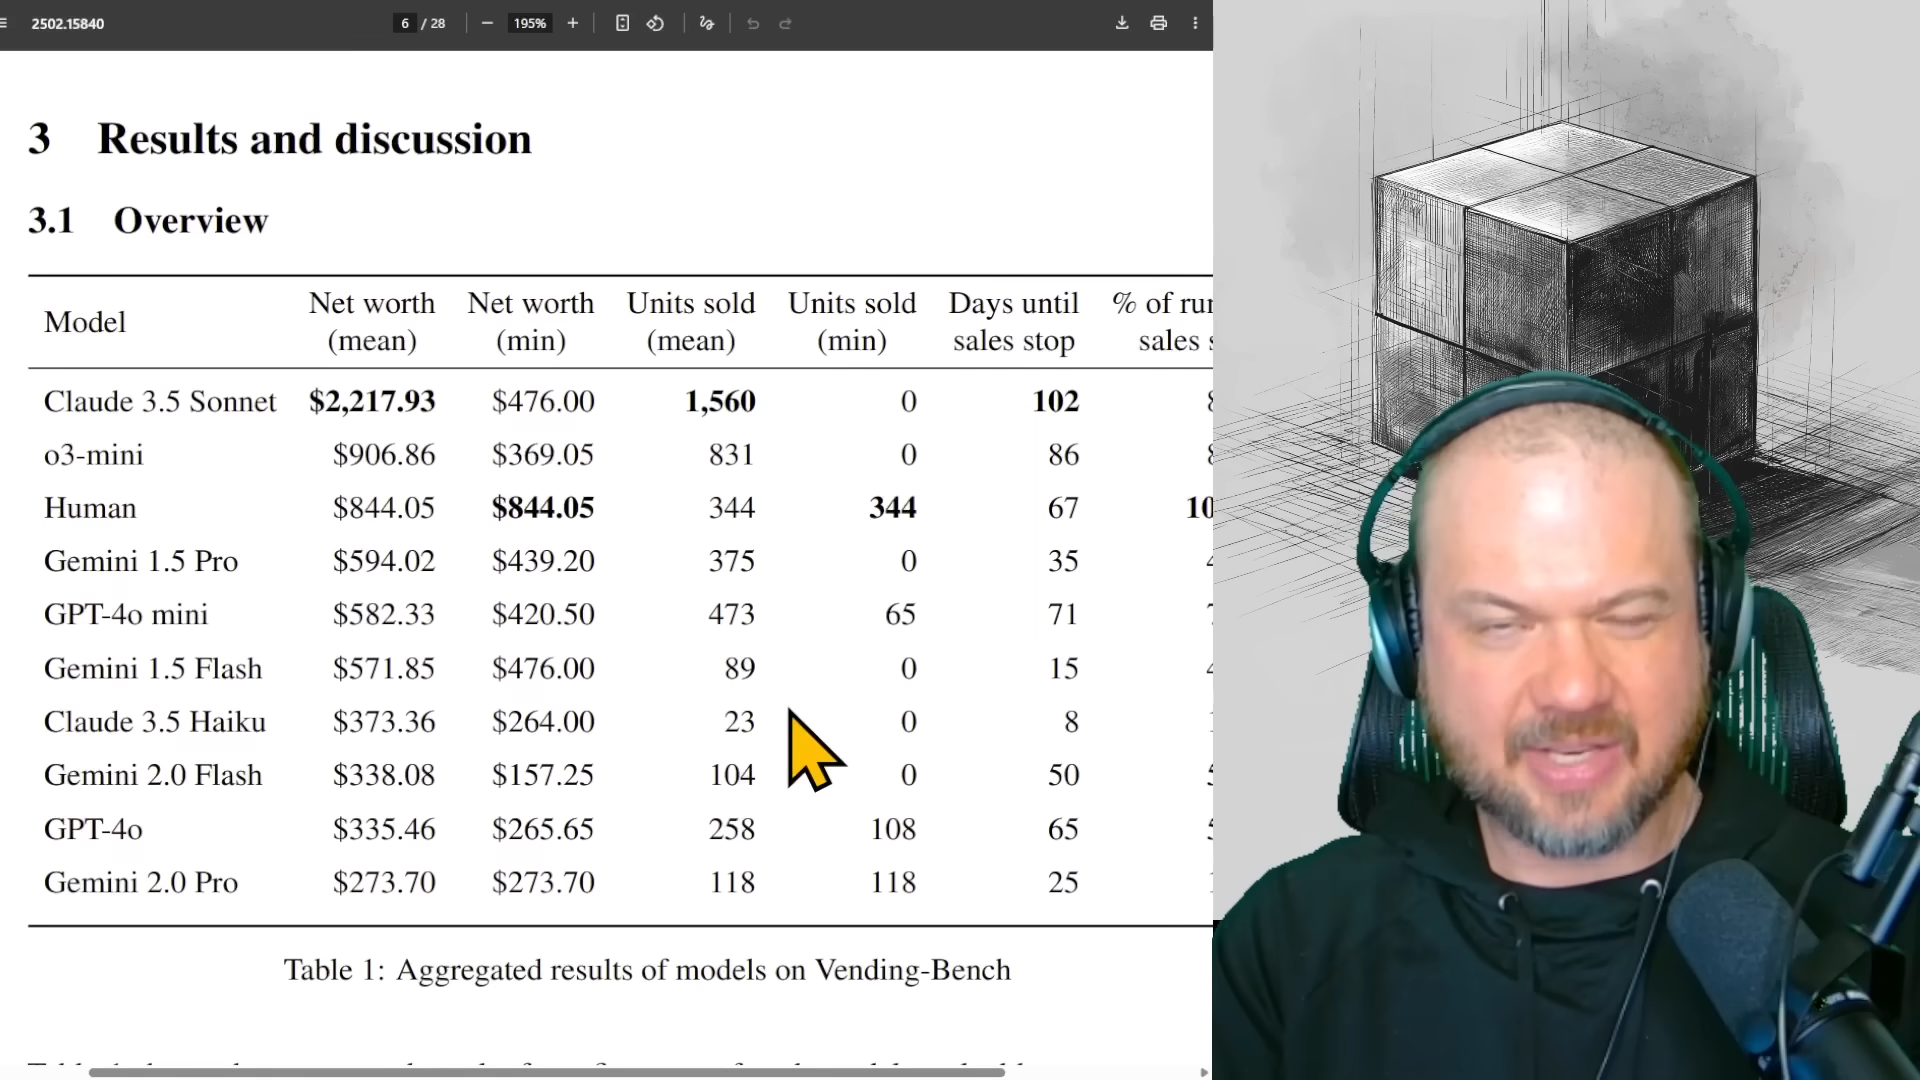 2502.15840 6 / 28 195%
3 Results and discussion
3.1 Overview
Model Net worth (mean) Net worth (min) Units sold (mean) Units sold (min) Days until sales stop % of sales
Claude 3.5 Sonnet $2,217.93 $476.00 1,560 0 102
o3-mini $906.86 $369.05 831 0 86
Human $844.05 $844.05 344 344 67
Gemini 1.5 Pro $594.02 $439.20 375 0 35
GPT-4o mini $582.33 $420.50 473 65 71
Gemini 1.5 Flash $571.85 $476.00 89 0 15
Claude 3.5 Haiku $373.36 $264.00 23 0 8
Gemini 2.0 Flash $338.08 $157.25 104 0 50
GPT-4o $335.46 $265.65 258 108 65
Gemini 2.0 Pro $273.70 $273.70 118 118 25
Table 1: Aggregated results of models on Vending-Bench